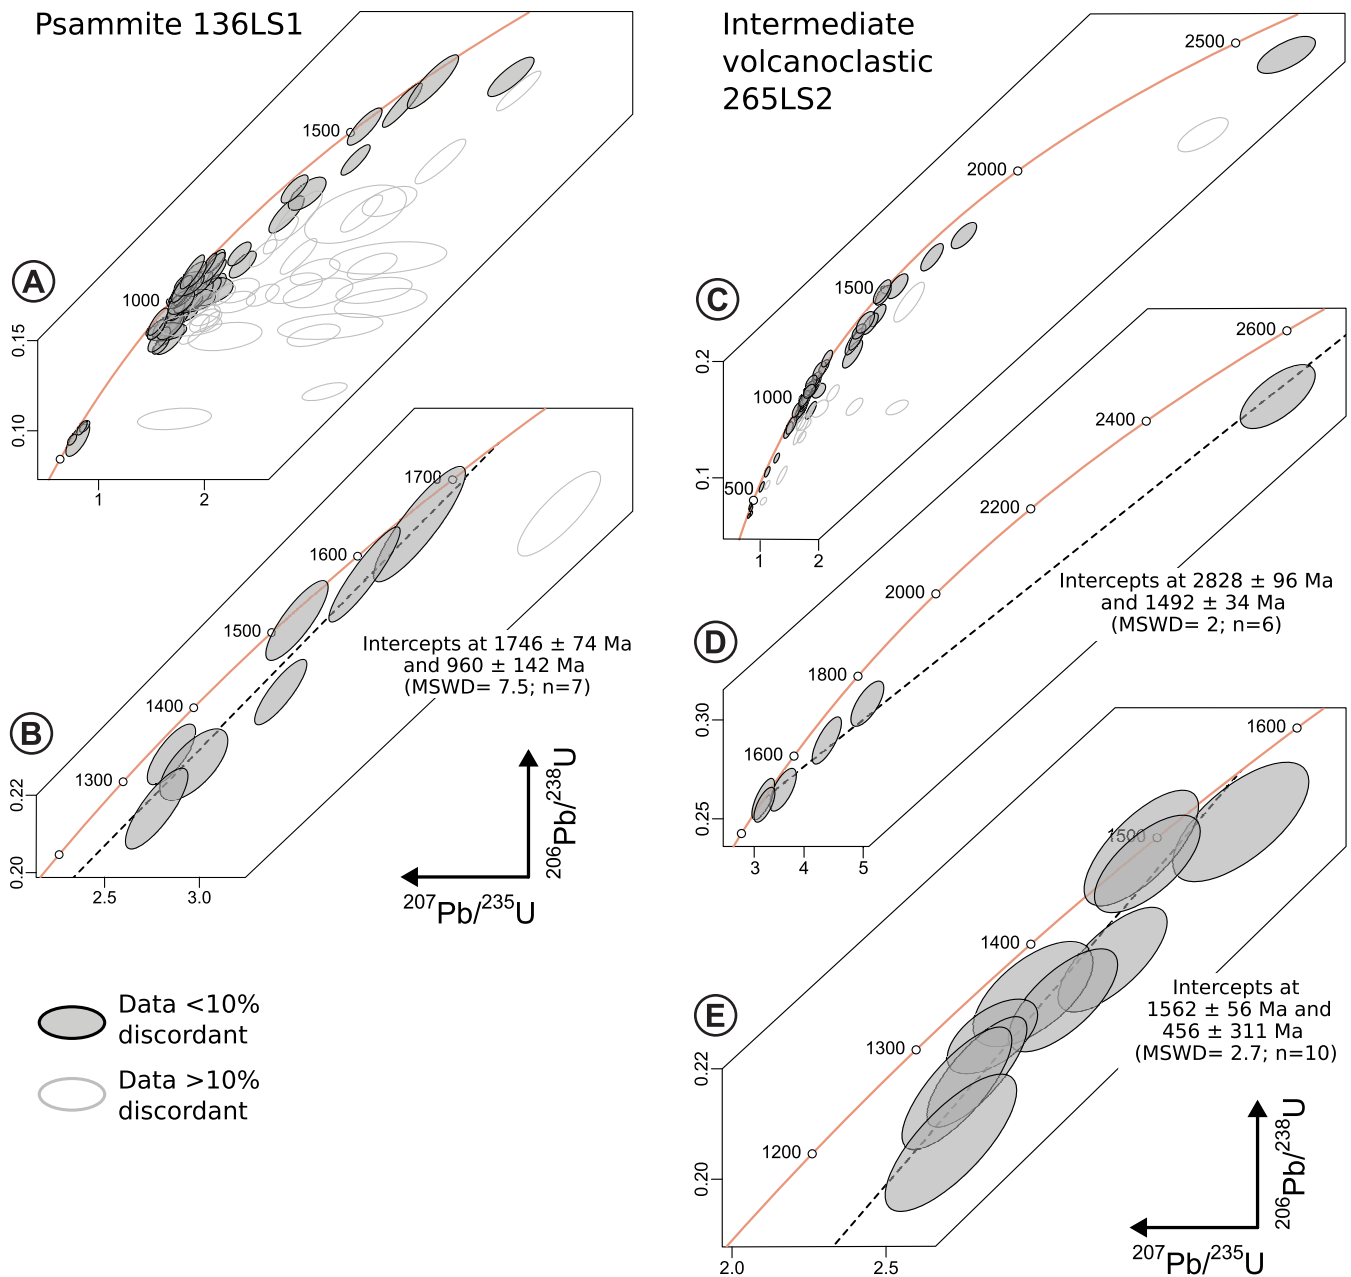 Psammite 136LS1
A
1500
1000
0.15
0.10
1
2
B
1700
1600
1500
1400
1300
0.22
0.20
2.5
3.0
Intercepts at 1746 ± 74 Ma
and 960 ± 142 Ma
(MSWD= 7.5; n=7)
206Pb/238U
207Pb/235U
Data <10%
discordant
Data >10%
discordant
Intermediate
volcanoclastic
265LS2
C
2500
2000
1500
1000
500
0.2
0.1
1
2
D
2600
2400
2200
2000
1800
1600
0.30
0.25
3
4
5
Intercepts at 2828 ± 96 Ma
and 1492 ± 34 Ma
(MSWD= 2; n=6)
E
1600
1500
1400
1300
1200
0.22
0.20
2.0
2.5
Intercepts at
1562 ± 56 Ma and
456 ± 311 Ma
(MSWD= 2.7; n=10)
206Pb/238U
207Pb/235U